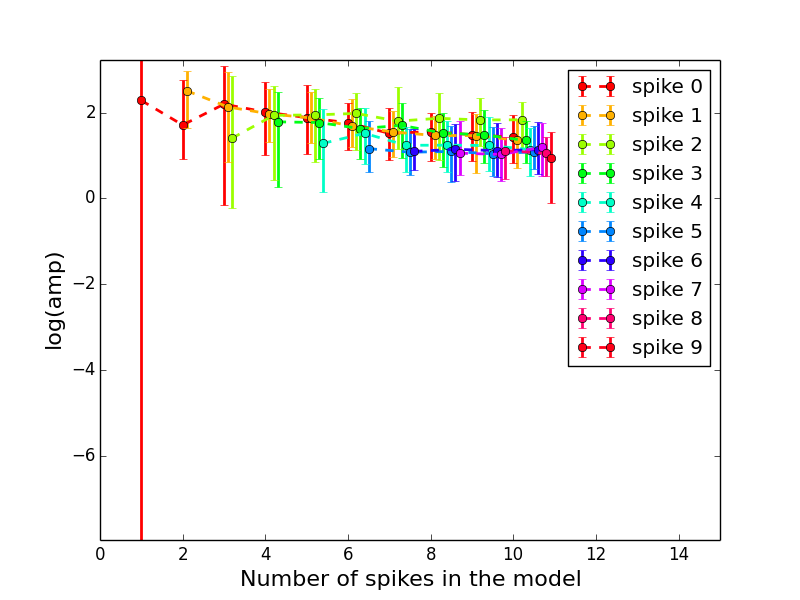 2
0
−2
−4
−6
0 2 4 6 8 10 12 14
log(amp)
Number of spikes in the model
spike 0
spike 1
spike 2
spike 3
spike 4
spike 5
spike 6
spike 7
spike 8
spike 9